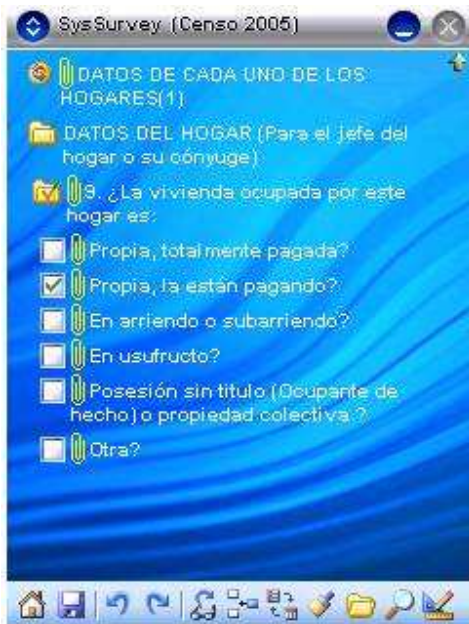 SysSurvey (Censo 2005)
DATOS DE CADA UNO DE LOS
HOGARES(1)
DATOS DEL HOGAR (Para el jefe del
hogar o su cónyuge)
9. ¿La vivienda ocupada por este
hogar es:
Propia, totalmente pagada?
Propia, la están pagando?
En arriendo o subarriendo?
En usufructo?
Posesión sin titulo (Ocupante de
hecho) o propiedad colectiva ?
Otra?